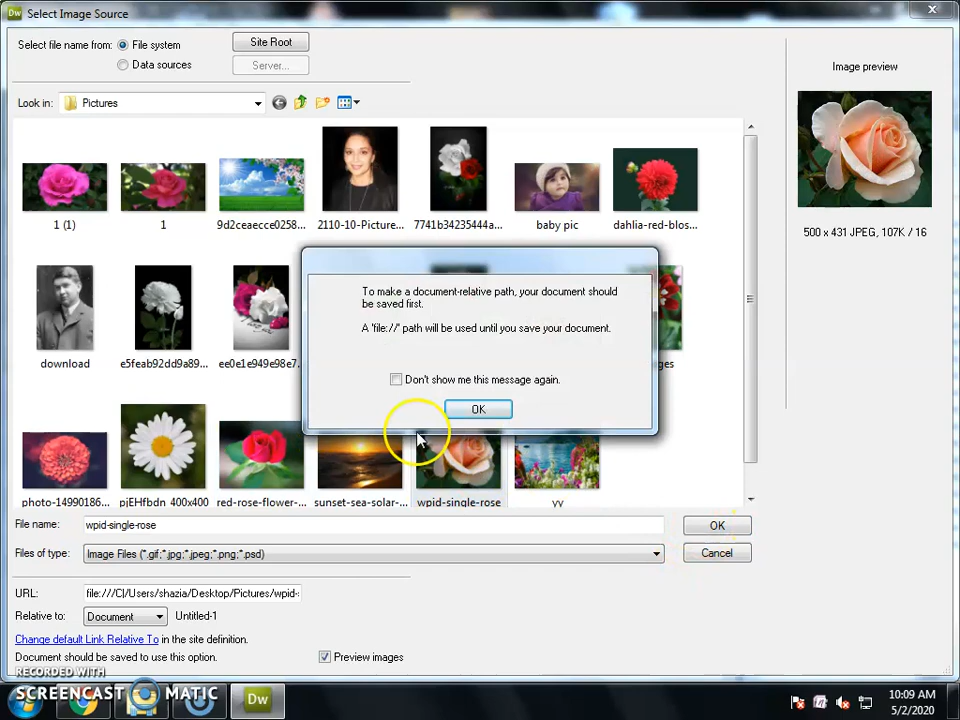 Dw Select Image Source
Select file name from: File system
Site Root
Data sources
Server...
Image preview
Look in: Pictures
500 x 431 JPEG, 107K / 16
1 (1)
1
9d2ceaecce0258...
2110-10-Picture...
7741b34235444a...
baby pic
dahlia-red-blos...
To make a document-relative path, your document should
be saved first.
A 'file://' path will be used until you save your document.
Don't show me this message again.
OK
download
e5feab92dd9a89...
ee0e1e949e98e7...
ages
photo-14990186...
pjEHfbdn_400x400
red-rose-flower-...
sunset-sea-solar-...
wpid-single-rose
yy
File name: wpid-single-rose
OK
Files of type: Image Files (*.gif;*.jpg;*.jpeg;*.png;*.psd)
Cancel
URL: file:///C|/Users/shazia/Desktop/Pictures/wpid-s
Relative to: Document Untitled-1
Change default Link Relative To in the site definition.
Document should be saved to use this option.
Preview images
RECORDED WITH
SCREENCAST MATIC
Dw
10:09 AM
5/2/2020